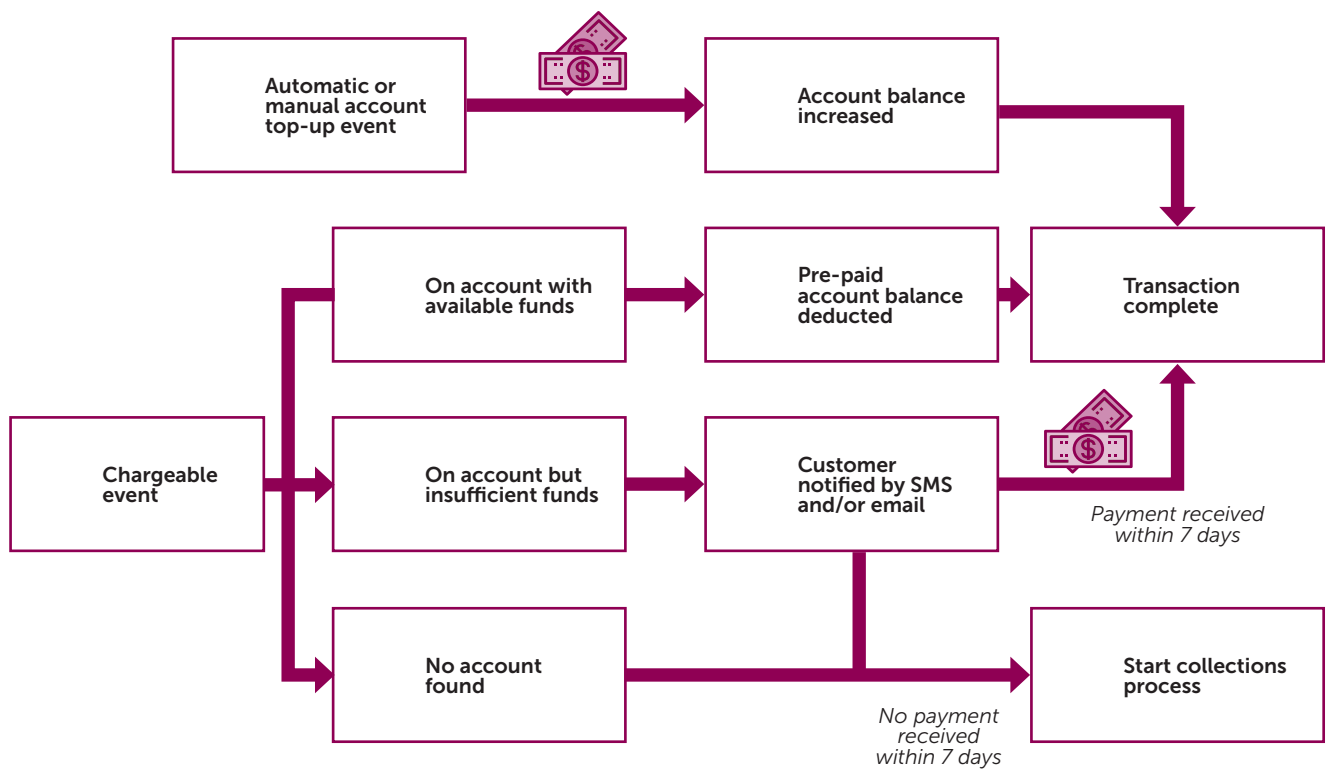 Automatic or
manual account
top-up event
Account balance
increased
On account with
available funds
Pre-paid
account balance
deducted
Transaction
complete
Chargeable
event
On account but
insufficient funds
Customer
notified by SMS
and/or email
Payment received
within 7 days
No account
found
No payment
received
within 7 days
Start collections
process